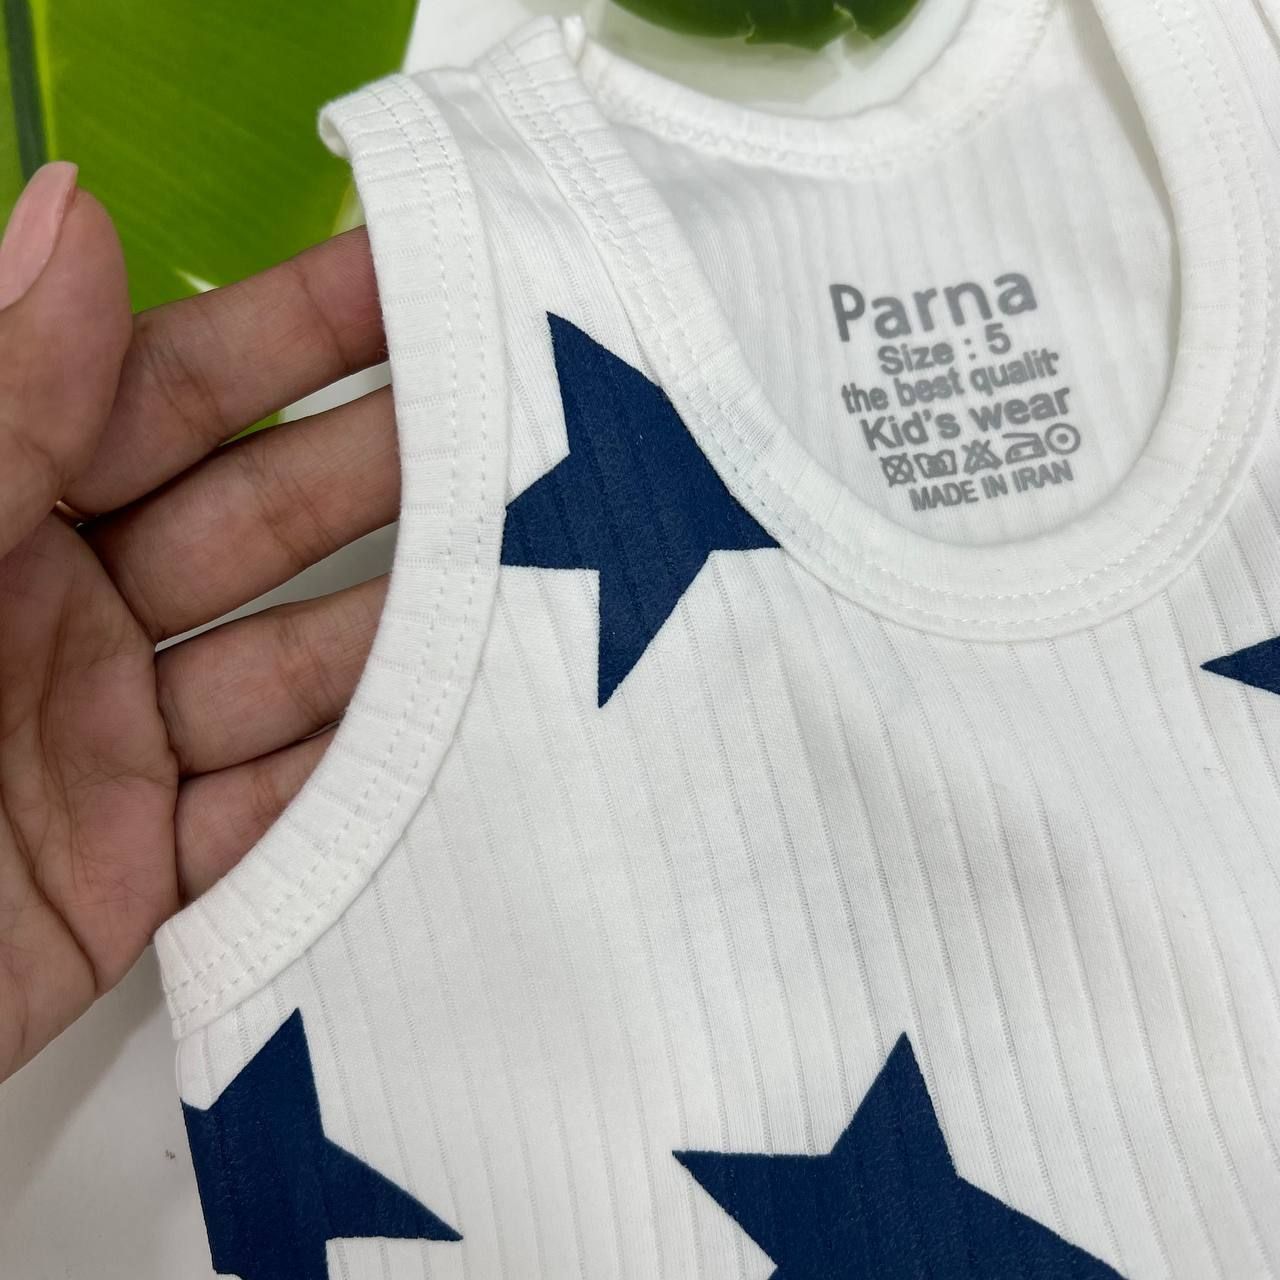 Parna
Size : 5
the best qualit
Kid's wear
MADE IN IRAN